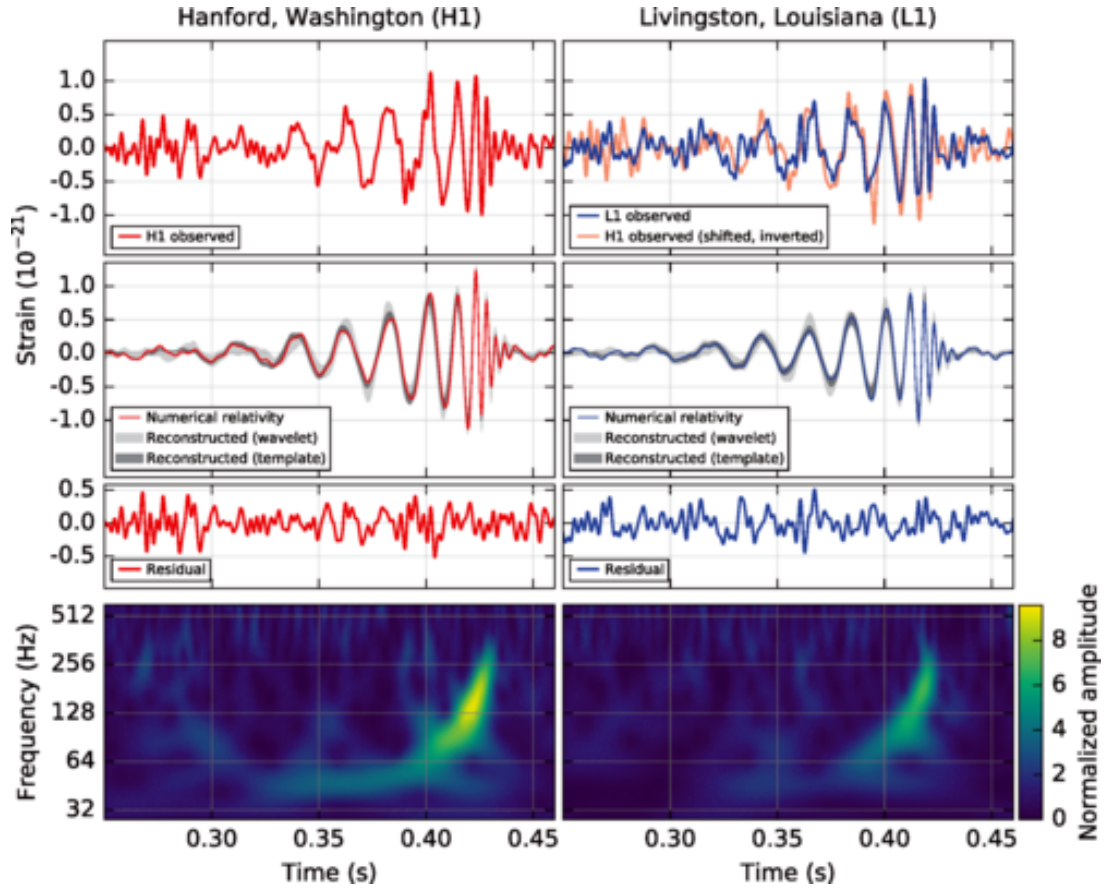 Hanford, Washington (H1)
Livingston, Louisiana (L1)
Strain (10⁻²¹)
1.0
0.5
0.0
-0.5
-1.0
H1 observed
L1 observed
H1 observed (shifted, inverted)
1.0
0.5
0.0
-0.5
-1.0
Numerical relativity
Reconstructed (wavelet)
Reconstructed (template)
Numerical relativity
Reconstructed (wavelet)
Reconstructed (template)
0.5
0.0
-0.5
Residual
Residual
Frequency (Hz)
512
256
128
64
32
0.30 0.35 0.40 0.45
Time (s)
0.30 0.35 0.40 0.45
Time (s)
Normalized amplitude
8
6
4
2
0